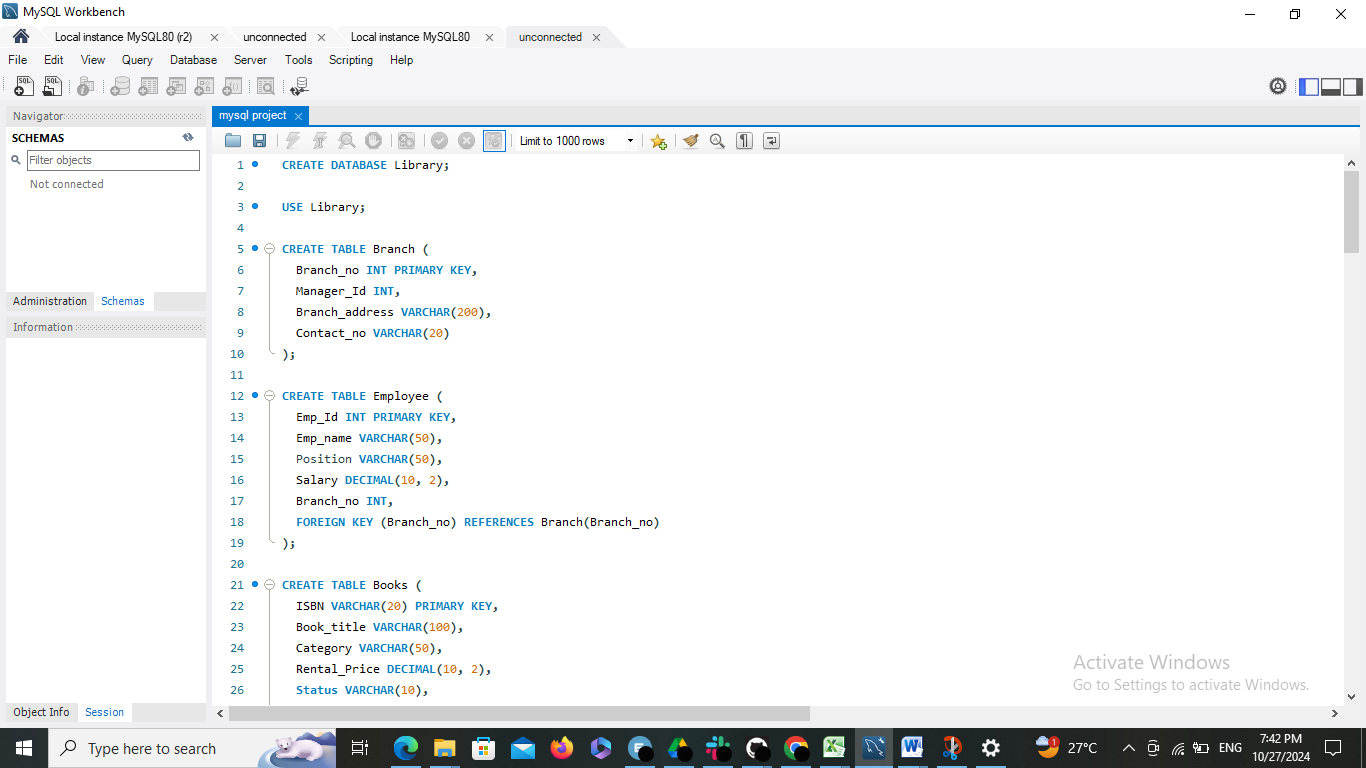 MySQL Workbench
Local instance MySQL80 (r2) unconnected Local instance MySQL80 unconnected
File Edit View Query Database Server Tools Scripting Help
Navigator
SCHEMAS
Filter objects
Not connected
Administration Schemas
Information
Object Info Session
mysql project
Limit to 1000 rows
1 CREATE DATABASE Library;
2
3 USE Library;
4
5 CREATE TABLE Branch (
6 Branch_no INT PRIMARY KEY,
7 Manager_Id INT,
8 Branch_address VARCHAR(200),
9 Contact_no VARCHAR(20)
10 );
11
12 CREATE TABLE Employee (
13 Emp_Id INT PRIMARY KEY,
14 Emp_name VARCHAR(50),
15 Position VARCHAR(50),
16 Salary DECIMAL(10, 2),
17 Branch_no INT,
18 FOREIGN KEY (Branch_no) REFERENCES Branch(Branch_no)
19 );
20
21 CREATE TABLE Books (
22 ISBN VARCHAR(20) PRIMARY KEY,
23 Book_title VARCHAR(100),
24 Category VARCHAR(50),
25 Rental_Price DECIMAL(10, 2),
26 Status VARCHAR(10),
Activate Windows
Go to Settings to activate Windows.
Type here to search
1
27°C
ENG
7:42 PM
10/27/2024